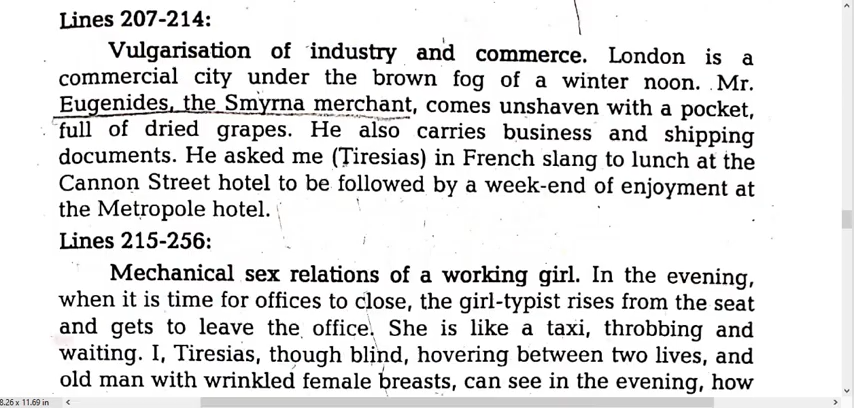 Lines 207-214:
Vulgarisation of industry and commerce. London is a
commercial city under the brown fog of a winter noon. Mr.
Eugenides, the Smyrna merchant, comes unshaven with a pocket,
full of dried grapes. He also carries business and shipping
documents. He asked me (Tiresias) in French slang to lunch at the
Cannon Street hotel to be followed by a week-end of enjoyment at
the Metropole hotel.
Lines 215-256:
Mechanical sex relations of a working girl. In the evening,
when it is time for offices to close, the girl-typist rises from the seat
and gets to leave the office. She is like a taxi, throbbing and
waiting. I, Tiresias, though blind, hovering between two lives, and
old man with wrinkled female breasts, can see in the evening, how
8.26 x 11.69 in